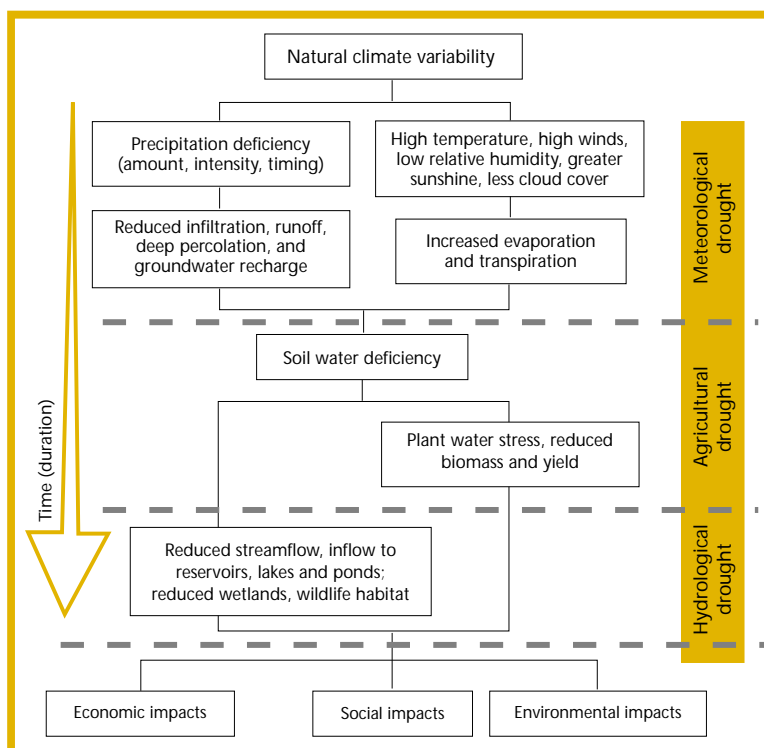 Natural climate variability
Precipitation deficiency
(amount, intensity, timing)
High temperature, high winds,
low relative humidity, greater
sunshine, less cloud cover
Reduced infiltration, runoff,
deep percolation, and
groundwater recharge
Increased evaporation
and transpiration
Meteorological
drought
Soil water deficiency
Plant water stress, reduced
biomass and yield
Agricultural
drought
Time (duration)
Reduced streamflow, inflow to
reservoirs, lakes and ponds;
reduced wetlands, wildlife habitat
Hydrological
drought
Economic impacts
Social impacts
Environmental impacts